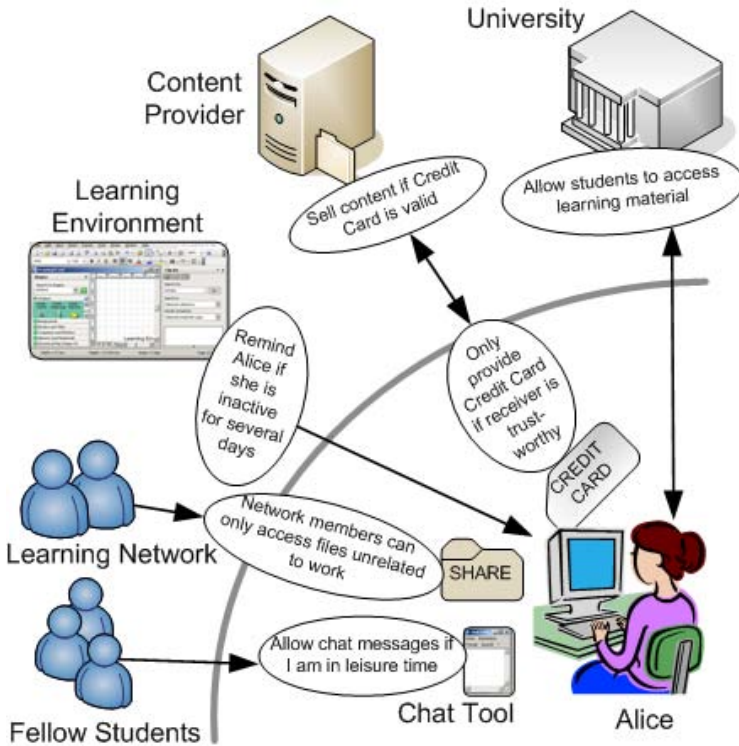 University
Content
Provider
Sell content if Credit
Card is valid
Allow students to access
learning material
Learning
Environment
Remind
Alice if
she is
inactive
for several
days
Only
provide
Credit Card
if receiver is
trust-
worthy
CREDIT
CARD
Learning Network
Network members can
only access files unrelated
to work
SHARE
Fellow Students
Allow chat messages if
I am in leisure time
Chat Tool
Alice